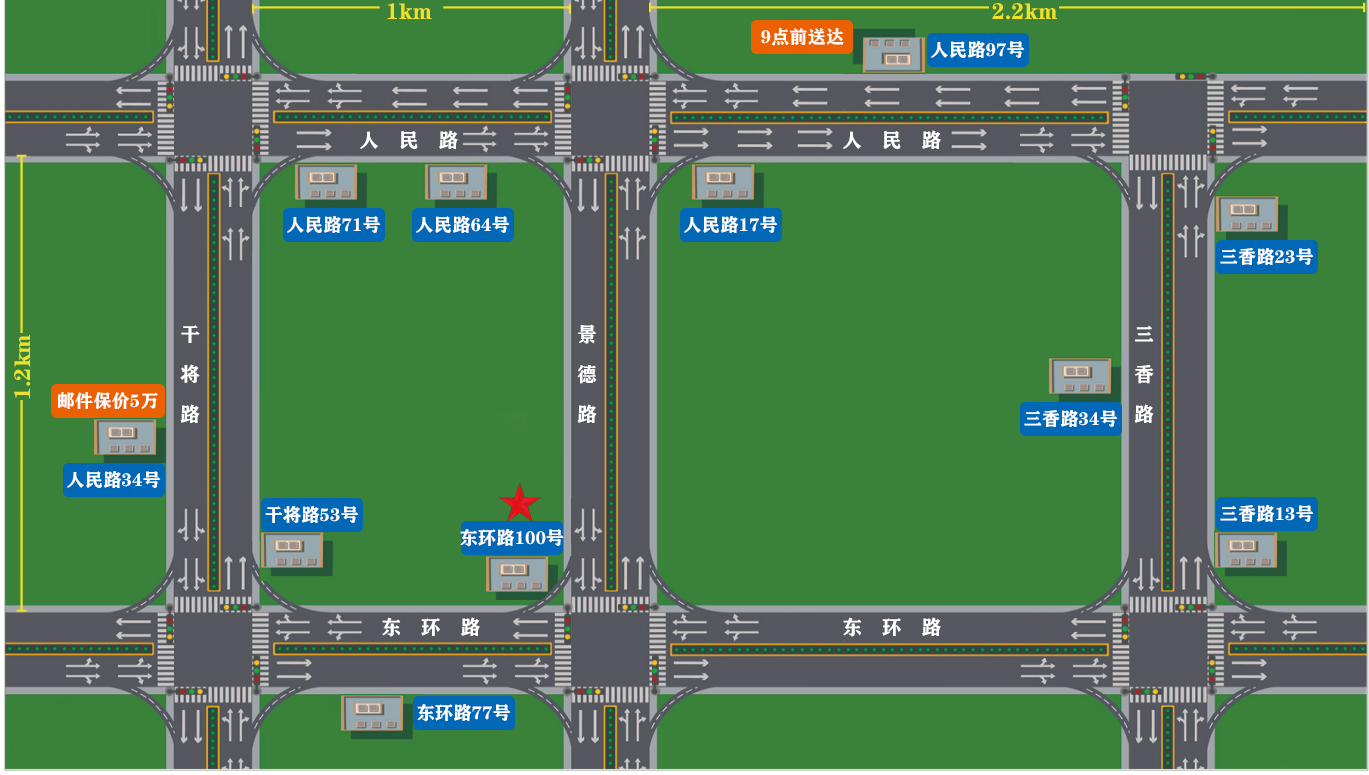 1km
2.2km
9点前送达
人民路97号
人民路
人民路
人民路71号
人民路64号
人民路17号
三香路23号
1.2km
干将路
景德路
三香路
邮件保价5万
人民路34号
三香路34号
干将路53号
东环路100号
三香路13号
东环路
东环路
东环路77号